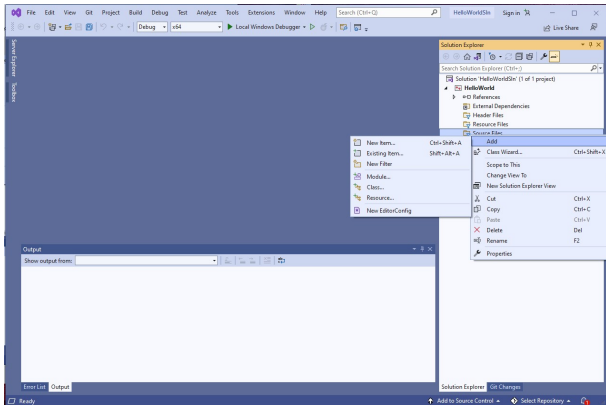 File Edit View Git Project Build Debug Test Analyze Tools Extensions Window Help Search (Ctrl+Q) HelloWorldSln Sign in
Debug x64 Local Windows Debugger Live Share
Server Explorer
Toolbox
Solution Explorer
Search Solution Explorer (Ctrl+;)
Solution 'HelloWorldSln' (1 of 1 project)
HelloWorld
References
External Dependencies
Header Files
Resource Files
Source Files
Add
Class Wizard... Ctrl+Shift+X
Scope to This
Change View To
New Solution Explorer View
Cut Ctrl+X
Copy Ctrl+C
Paste Ctrl+V
Delete Del
Rename F2
Properties
New Item... Ctrl+Shift+A
Existing Item... Shift+Alt+A
New Filter
Module...
Class...
Resource...
New EditorConfig
Output
Show output from:
Error List Output
Solution Explorer Git Changes
Ready Add to Source Control Select Repository